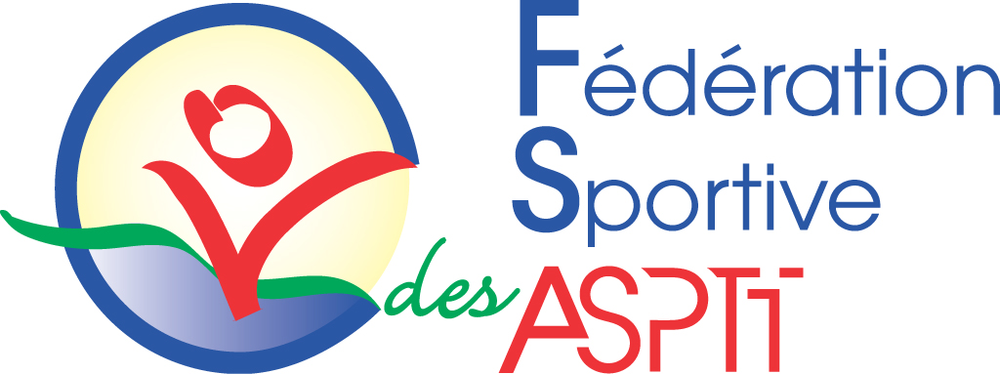 Fédération
Sportive
des ASPTT